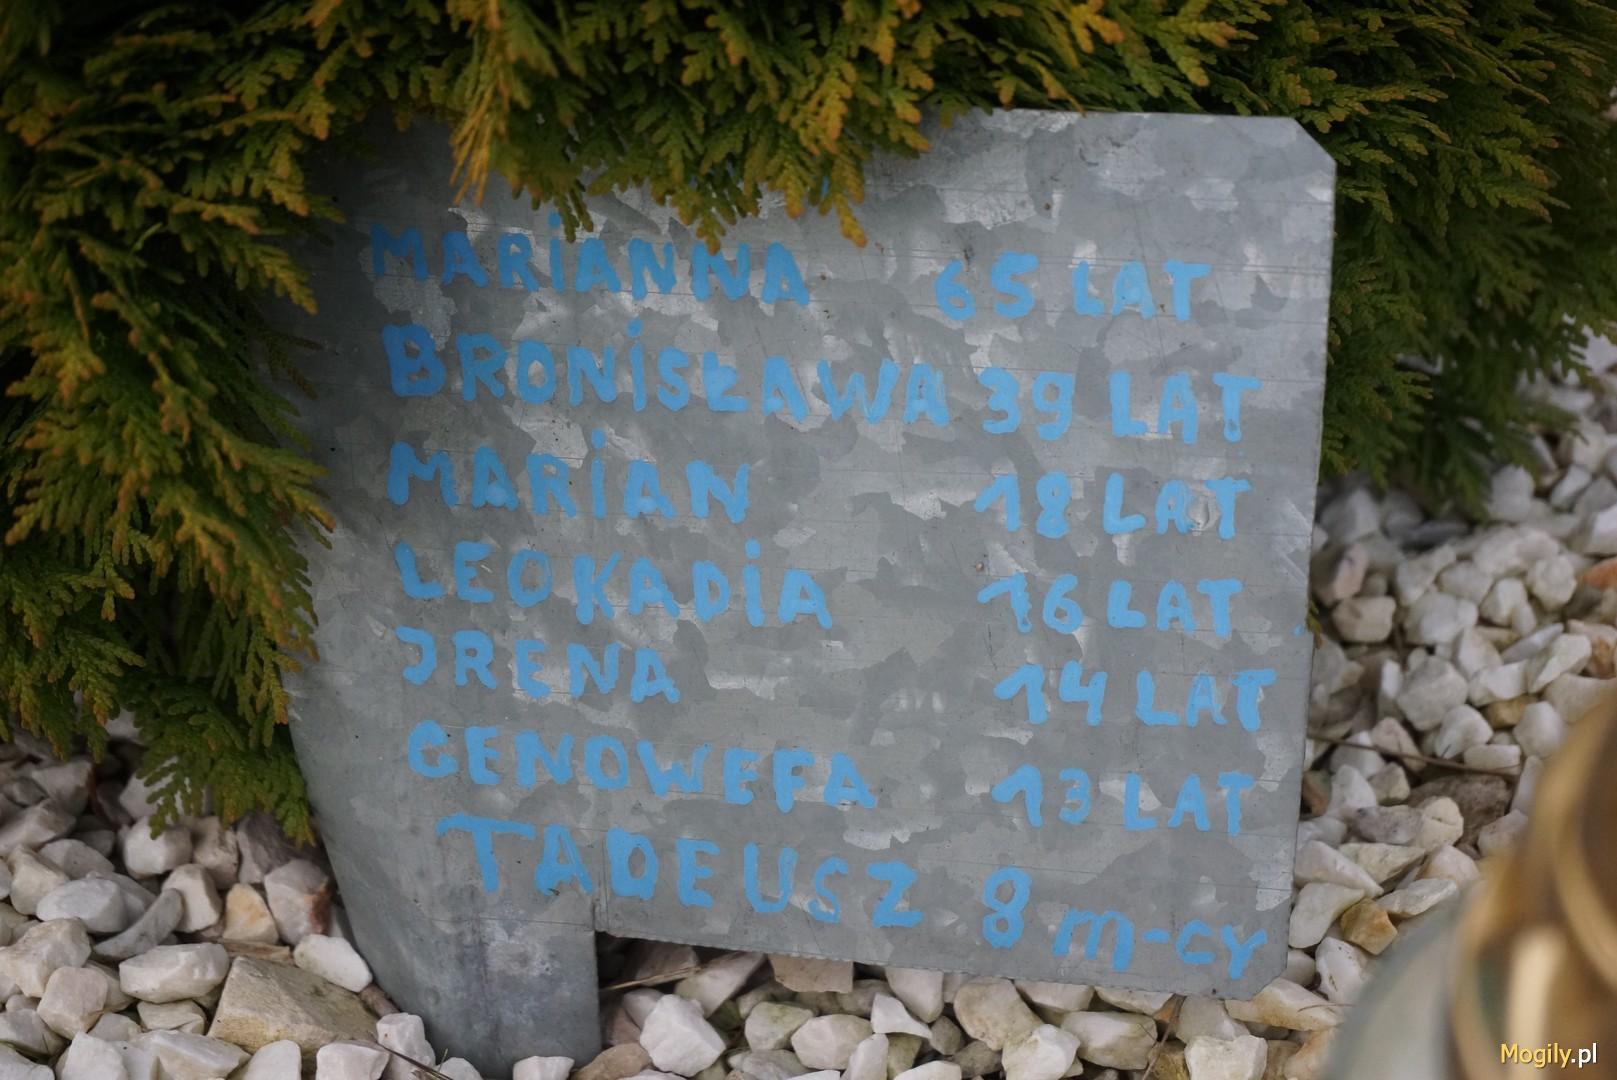 MARiANNA 65 LAT
BRONiSŁAWA 39 LAT
MARiAN 18 LAT
LEOKADiA 16 LAT
JRENA 14 LAT
GENOWEFA 13 LAT
TADEUSZ 8 m-cy
Mogily.pl